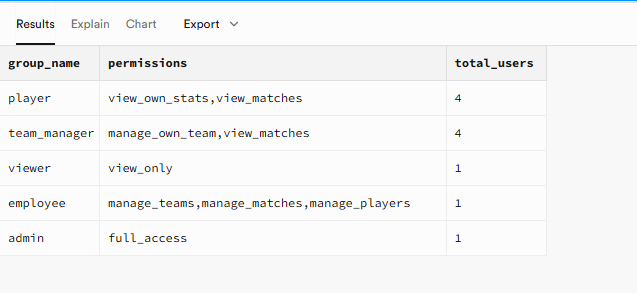 Results Explain Chart Export
group_name permissions total_users
player view_own_stats,view_matches 4
team_manager manage_own_team,view_matches 4
viewer view_only 1
employee manage_teams,manage_matches,manage_players 1
admin full_access 1